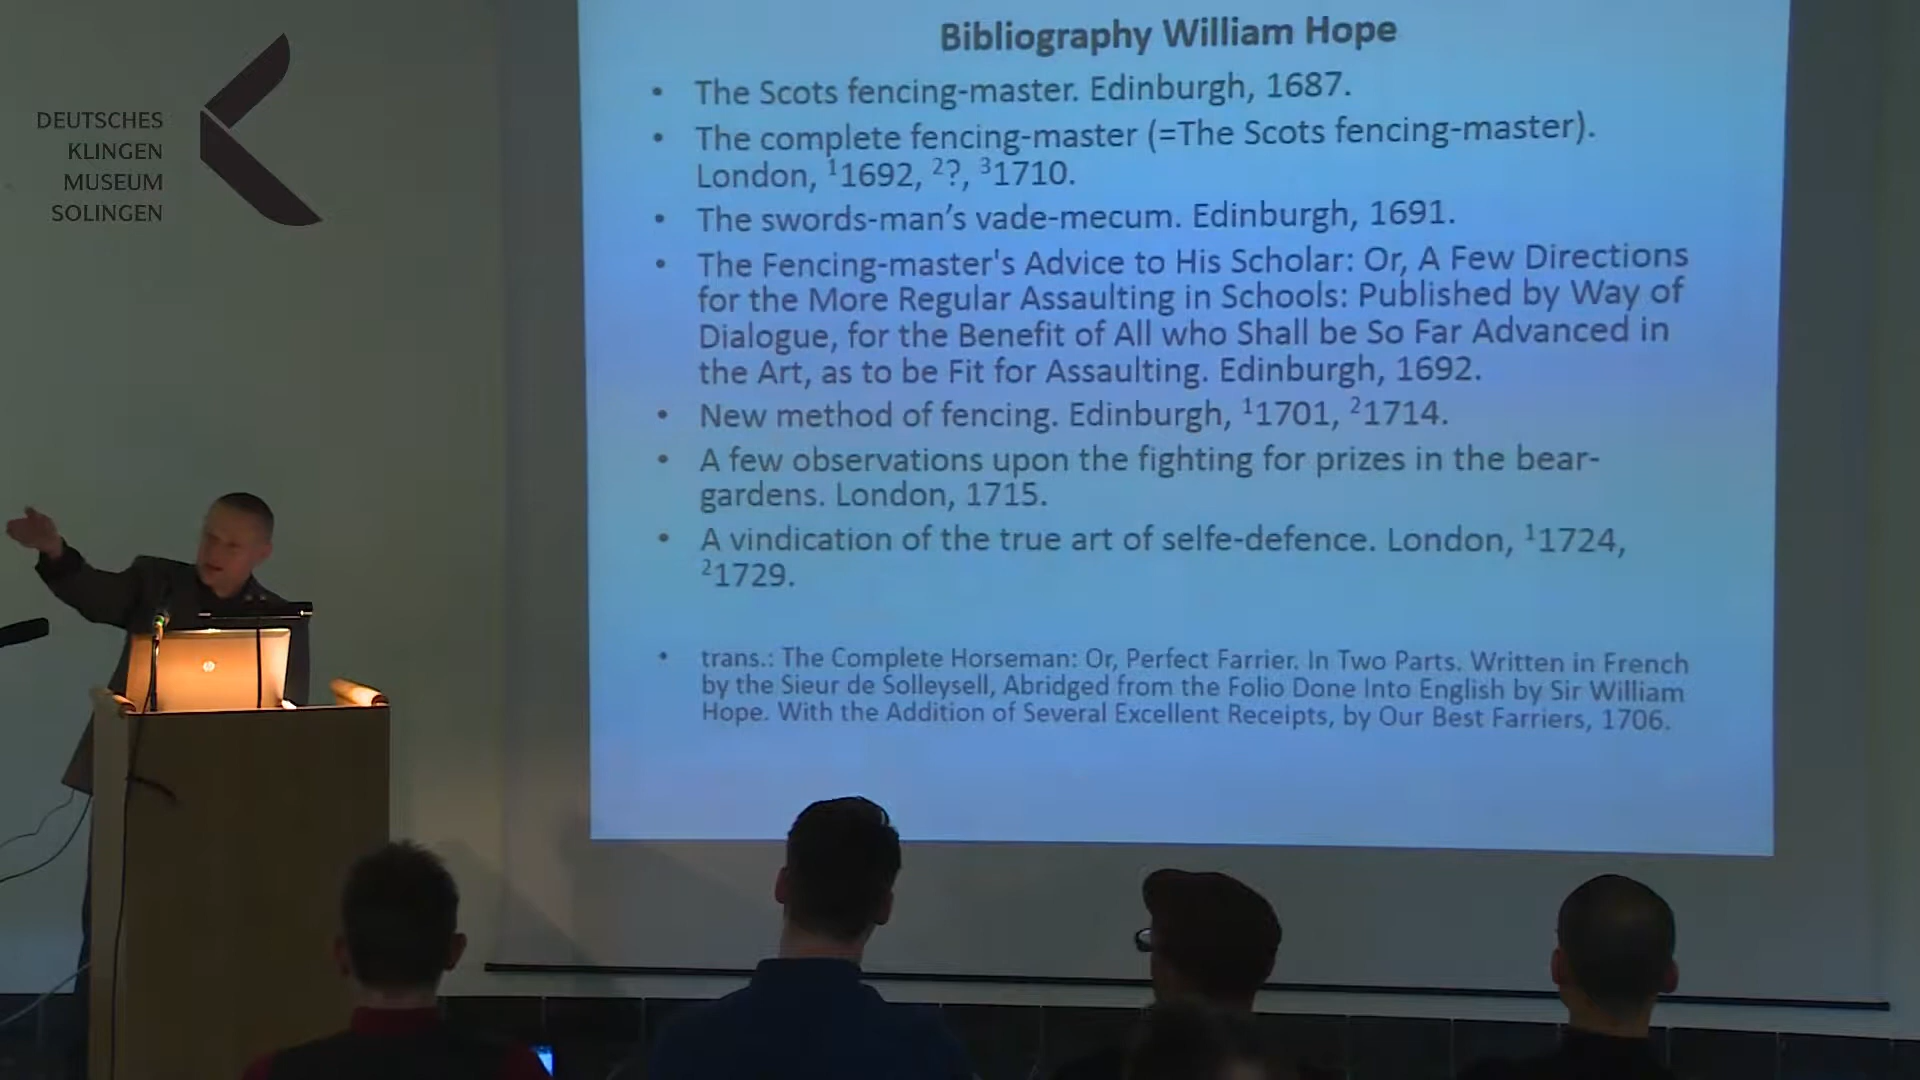 DEUTSCHES
KLINGEN
MUSEUM
SOLINGEN
Bibliography William Hope
• The Scots fencing-master. Edinburgh, 1687.
• The complete fencing-master (=The Scots fencing-master).
London, ¹1692, ²?, ³1710.
• The swords-man’s vade-mecum. Edinburgh, 1691.
• The Fencing-master's Advice to His Scholar: Or, A Few Directions
for the More Regular Assaulting in Schools: Published by Way of
Dialogue, for the Benefit of All who Shall be So Far Advanced in
the Art, as to be Fit for Assaulting. Edinburgh, 1692.
• New method of fencing. Edinburgh, ¹1701, ²1714.
• A few observations upon the fighting for prizes in the bear-
gardens. London, 1715.
• A vindication of the true art of selfe-defence. London, ¹1724,
²1729.
• trans.: The Complete Horseman: Or, Perfect Farrier. In Two Parts. Written in French
by the Sieur de Solleysell, Abridged from the Folio Done Into English by Sir William
Hope. With the Addition of Several Excellent Receipts, by Our Best Farriers, 1706.
hp